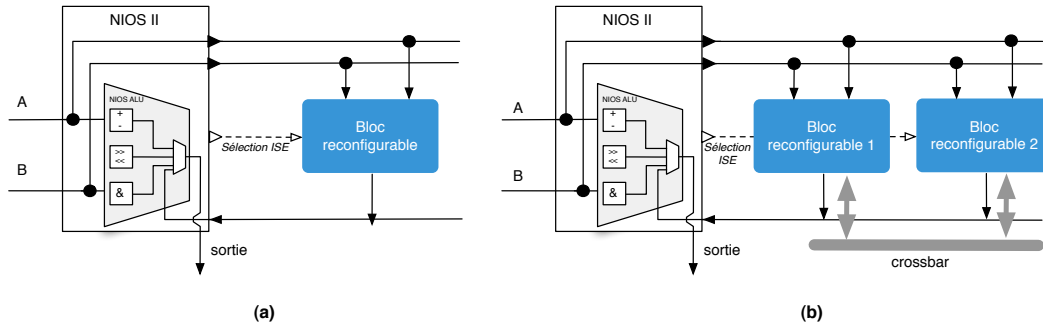 NIOS II
A
B
NIOS ALU
+
-
>>
<<
&
Sélection ISE
Bloc
reconfigurable
sortie
(a)
NIOS II
A
B
NIOS ALU
+
-
>>
<<
&
Sélection
ISE
Bloc
reconfigurable 1
Bloc
reconfigurable 2
sortie
crossbar
(b)